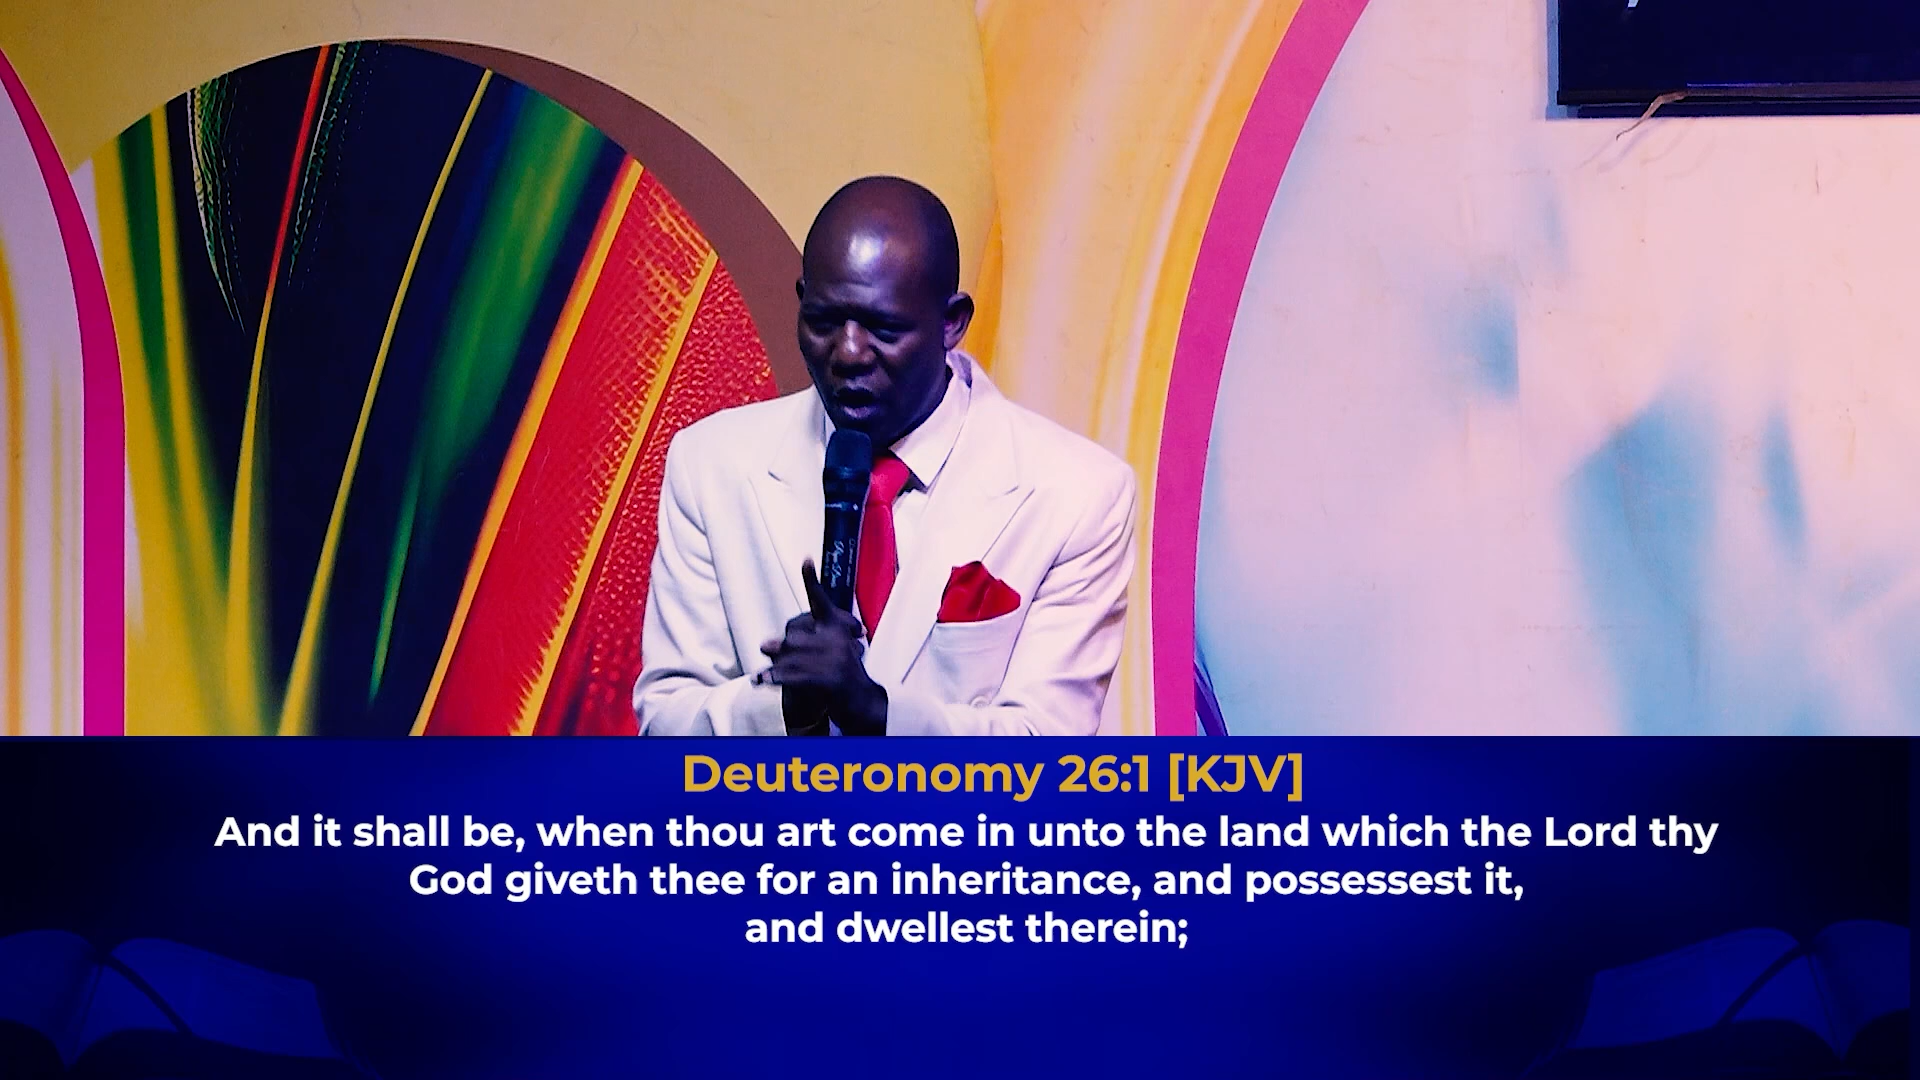 Deuteronomy 26:1 [KJV]
And it shall be, when thou art come in unto the land which the Lord thy
God giveth thee for an inheritance, and possessest it,
and dwellest therein;